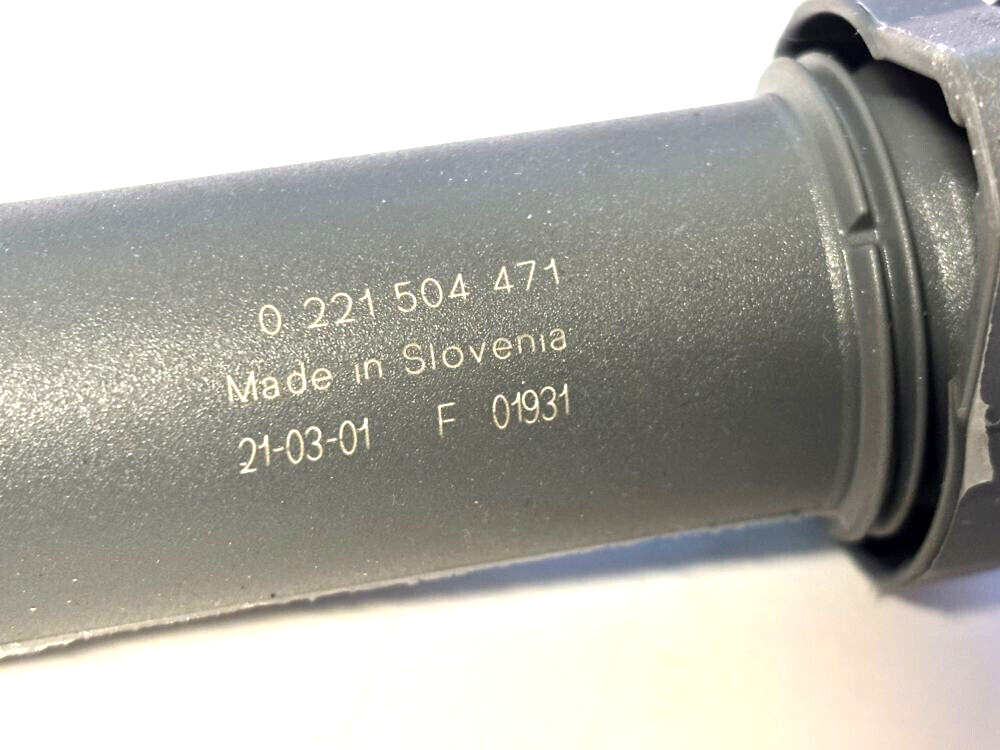 0 221 504 471
Made in Slovenia
21-03-01 F 01931